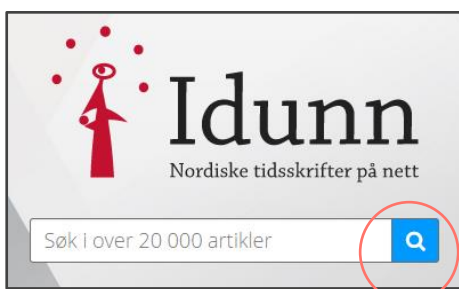 Idunn
Nordiske tidsskrifter på nett
Søk i over 20 000 artikler